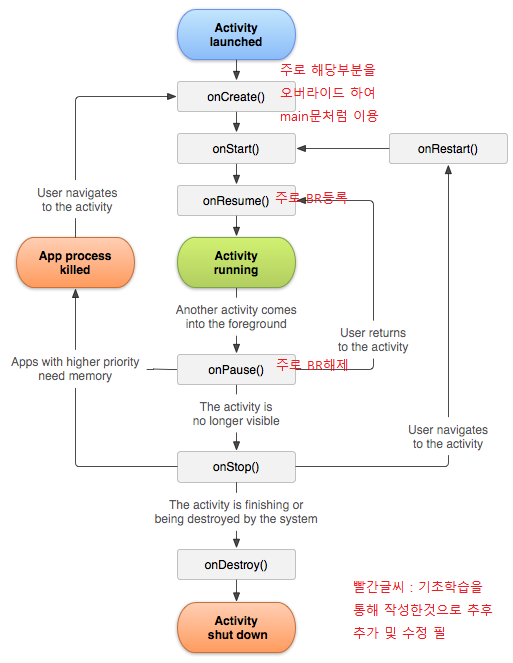 Activity
launched
주로 해당부분을
오버라이드 하여
main문처럼 이용
onCreate()
onStart()
onRestart()
User navigates
to the activity
onResume()
주로 BR등록
App process
killed
Activity
running
Another activity comes
into the foreground
User returns
to the activity
Apps with higher priority
need memory
onPause()
주로 BR해제
The activity is
no longer visible
User navigates
to the activity
onStop()
The activity is finishing or
being destroyed by the system
onDestroy()
빨간글씨 : 기초학습을
통해 작성한것으로 추후
추가 및 수정 필
Activity
shut down